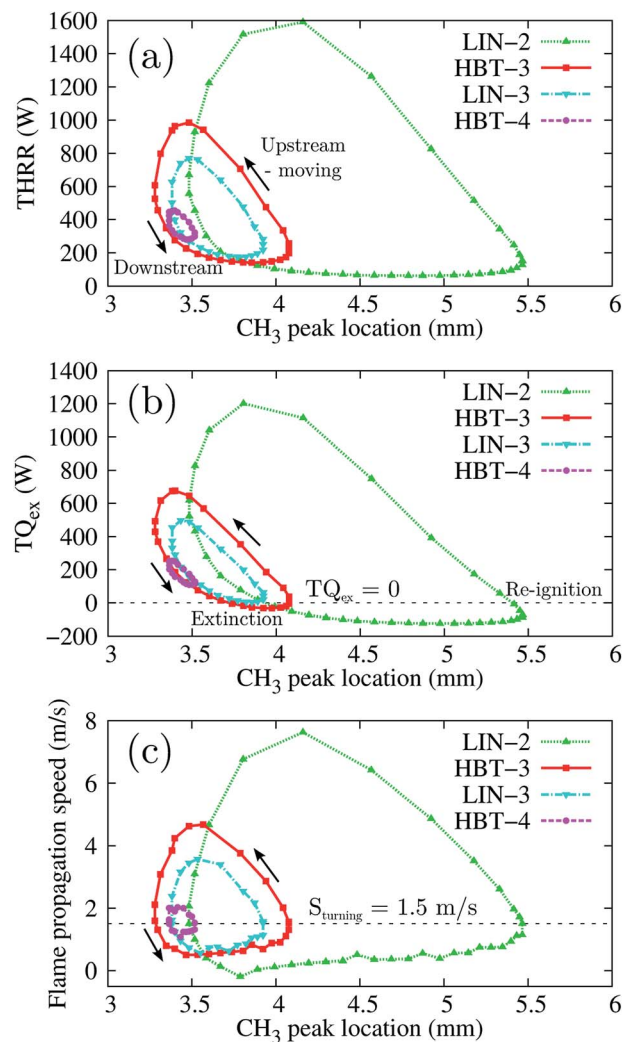 (a)
LIN-2
HBT-3
LIN-3
HBT-4
Upstream
- moving
Downstream
THRR (W)
1800
1600
1400
1200
1000
800
600
400
200
0
3 3.5 4 4.5 5 5.5 6
CH₃ peak location (mm)
(b)
LIN-2
HBT-3
LIN-3
HBT-4
TQₑₓ = 0
Re-ignition
Extinction
TQₑₓ (W)
1400
1200
1000
800
600
400
200
0
−200
3 3.5 4 4.5 5 5.5 6
CH₃ peak location (mm)
(c)
LIN-2
HBT-3
LIN-3
HBT-4
S_turning = 1.5 m/s
Flame propagation speed (m/s)
8
6
4
2
0
3 3.5 4 4.5 5 5.5 6
CH₃ peak location (mm)